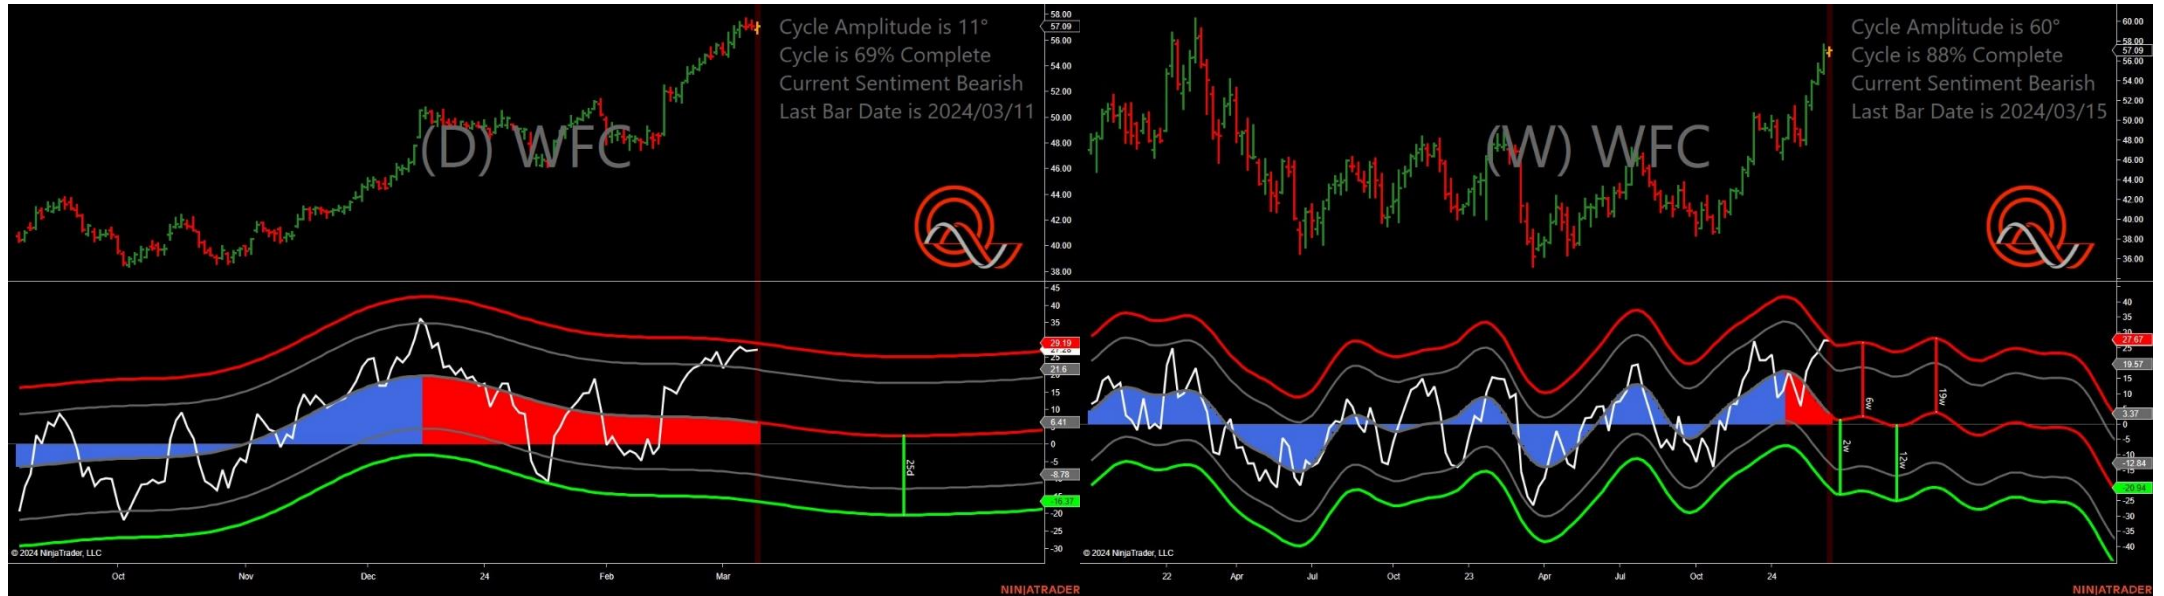 Cycle Amplitude is 11°
Cycle is 69% Complete
Current Sentiment Bearish
Last Bar Date is 2024/03/11
(D) WFC
58.00
57.09
56.00
54.00
52.00
50.00
48.00
46.00
44.00
42.00
40.00
38.00
45
40
35
29.19
25
21.6
15
10
6.41
0
-5
-8.78
-16.37
-20
-25
-30
25d
© 2024 NinjaTrader, LLC
Oct
Nov
Dec
24
Feb
Mar
NINJATRADER
Cycle Amplitude is 60°
Cycle is 88% Complete
Current Sentiment Bearish
Last Bar Date is 2024/03/15
(W) WFC
60.00
58.00
57.09
56.00
54.00
52.00
50.00
48.00
46.00
44.00
42.00
40.00
38.00
36.00
40
35
27.67
25
19.57
15
10
3.37
0
-5
-12.84
-20.94
-25
-30
-35
-40
2w
6w
12w
19w
© 2024 NinjaTrader, LLC
22
Apr
Jul
Oct
23
Apr
Jul
Oct
24
NINJATRADER